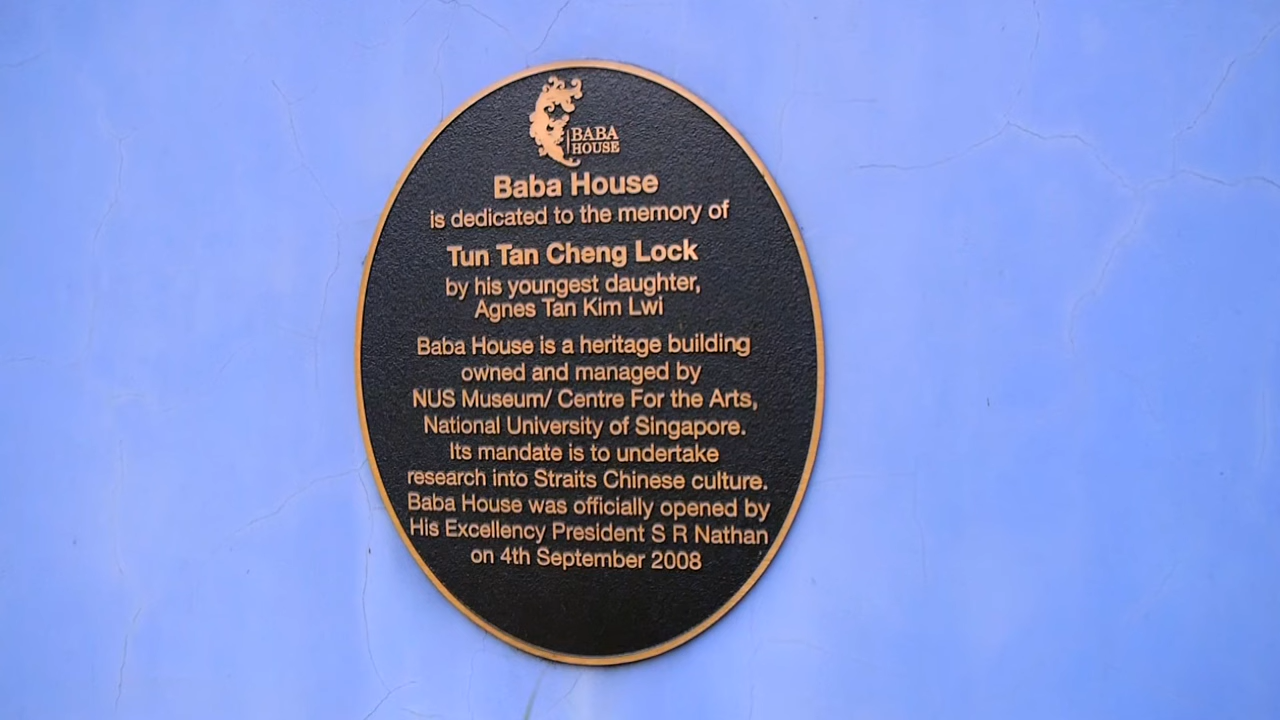 BABA
HOUSE
Baba House
is dedicated to the memory of
Tun Tan Cheng Lock
by his youngest daughter,
Agnes Tan Kim Lwi
Baba House is a heritage building
owned and managed by
NUS Museum/ Centre For the Arts,
National University of Singapore.
Its mandate is to undertake
research into Straits Chinese culture.
Baba House was officially opened by
His Excellency President S R Nathan
on 4th September 2008